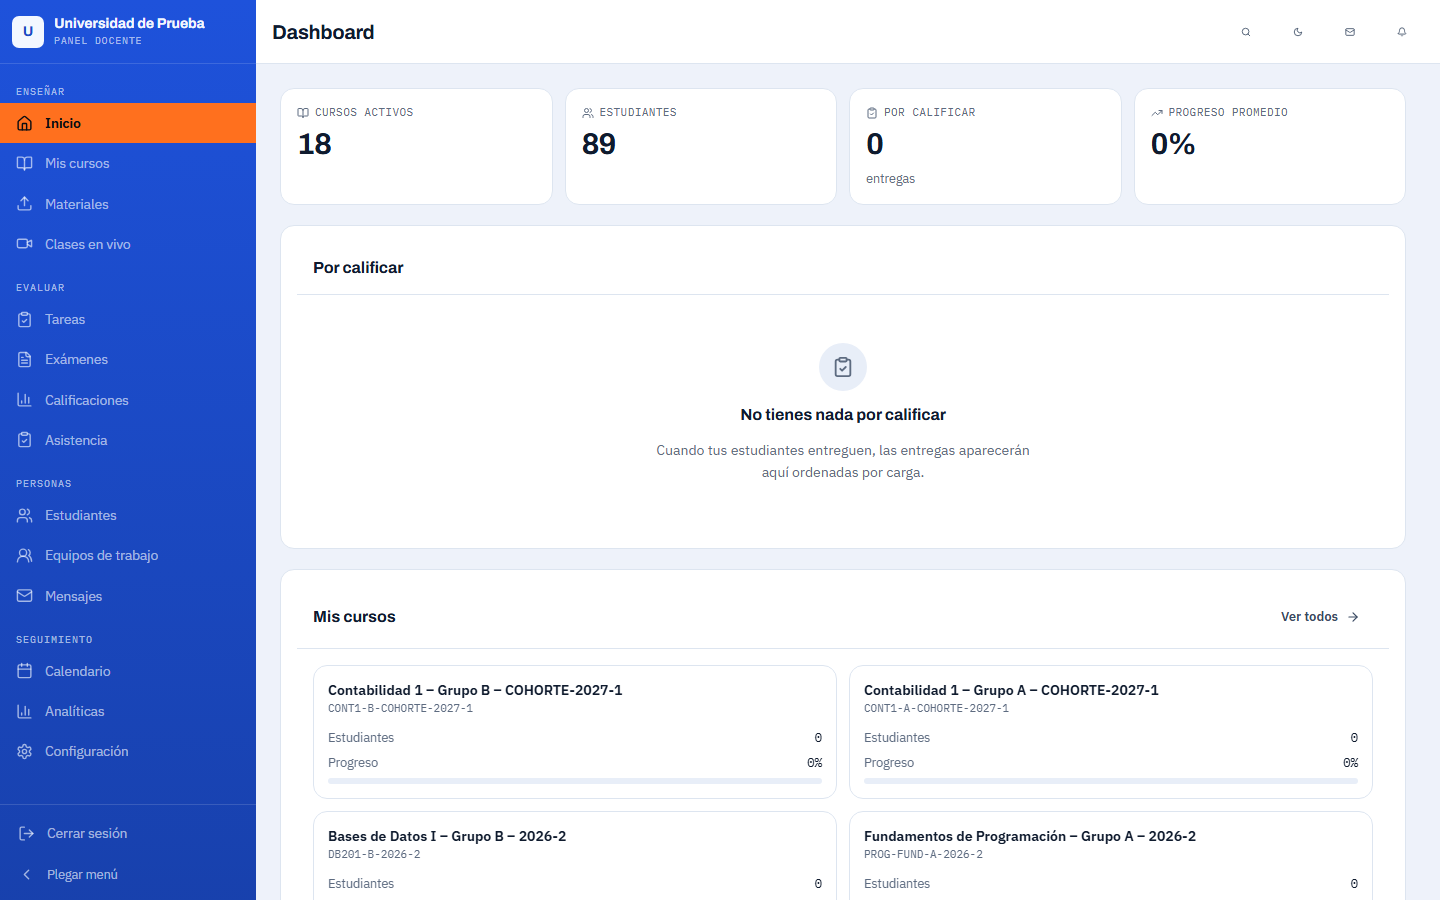 U
Universidad de Prueba
PANEL DOCENTE
ENSEÑAR
Inicio
Mis cursos
Materiales
Clases en vivo
EVALUAR
Tareas
Exámenes
Calificaciones
Asistencia
PERSONAS
Estudiantes
Equipos de trabajo
Mensajes
SEGUIMIENTO
Calendario
Analíticas
Configuración
Cerrar sesión
Plegar menú
Dashboard
CURSOS ACTIVOS
18
ESTUDIANTES
89
POR CALIFICAR
0
entregas
PROGRESO PROMEDIO
0%
Por calificar
No tienes nada por calificar
Cuando tus estudiantes entreguen, las entregas aparecerán
aquí ordenadas por carga.
Mis cursos
Ver todos
Contabilidad 1 – Grupo B – COHORTE-2027-1
CONT1-B-COHORTE-2027-1
Estudiantes 0
Progreso 0%
Contabilidad 1 – Grupo A – COHORTE-2027-1
CONT1-A-COHORTE-2027-1
Estudiantes 0
Progreso 0%
Bases de Datos I – Grupo B – 2026-2
DB201-B-2026-2
Estudiantes 0
Fundamentos de Programación – Grupo A – 2026-2
PROG-FUND-A-2026-2
Estudiantes 0